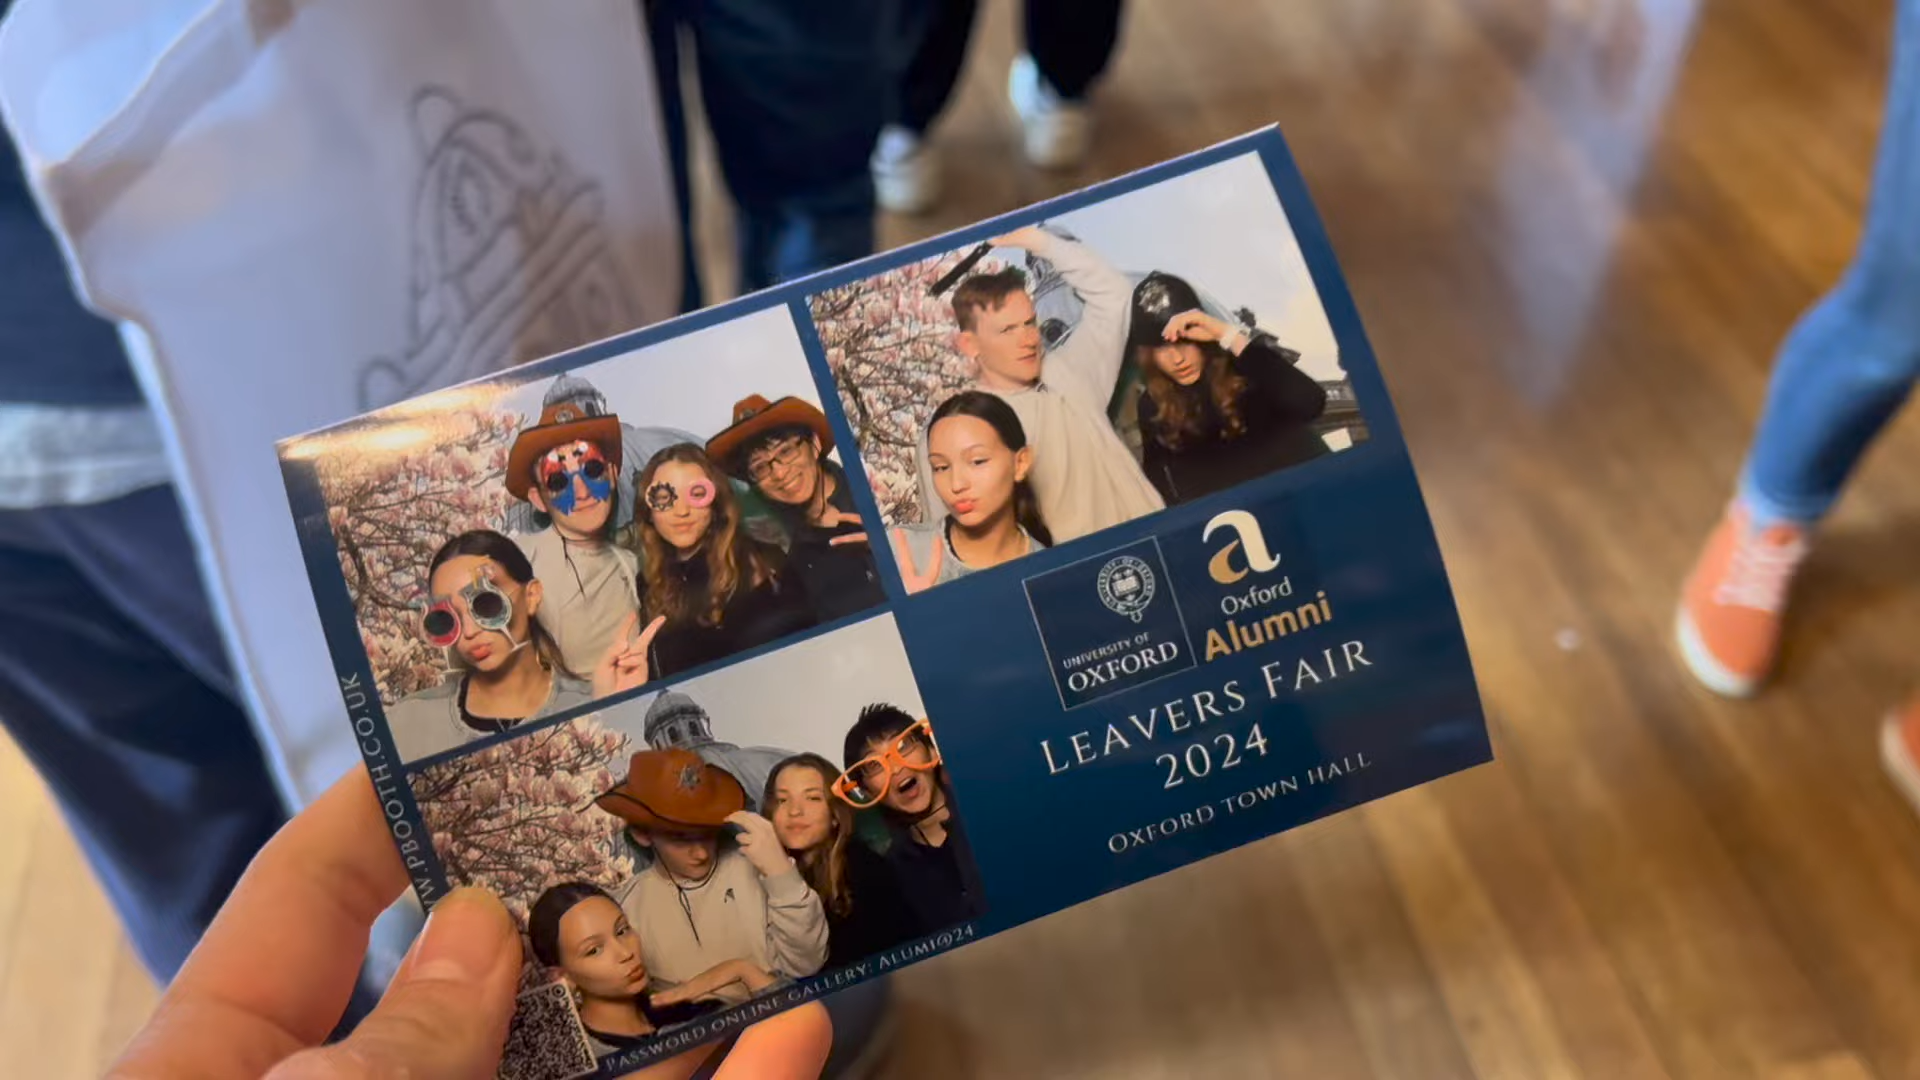 a
Oxford
Alumni
UNIVERSITY OF
OXFORD
LEAVERS FAIR
2024
OXFORD TOWN HALL
PASSWORD ONLINE GALLERY: ALUMI@24
W.PBOOTH.CO.UK